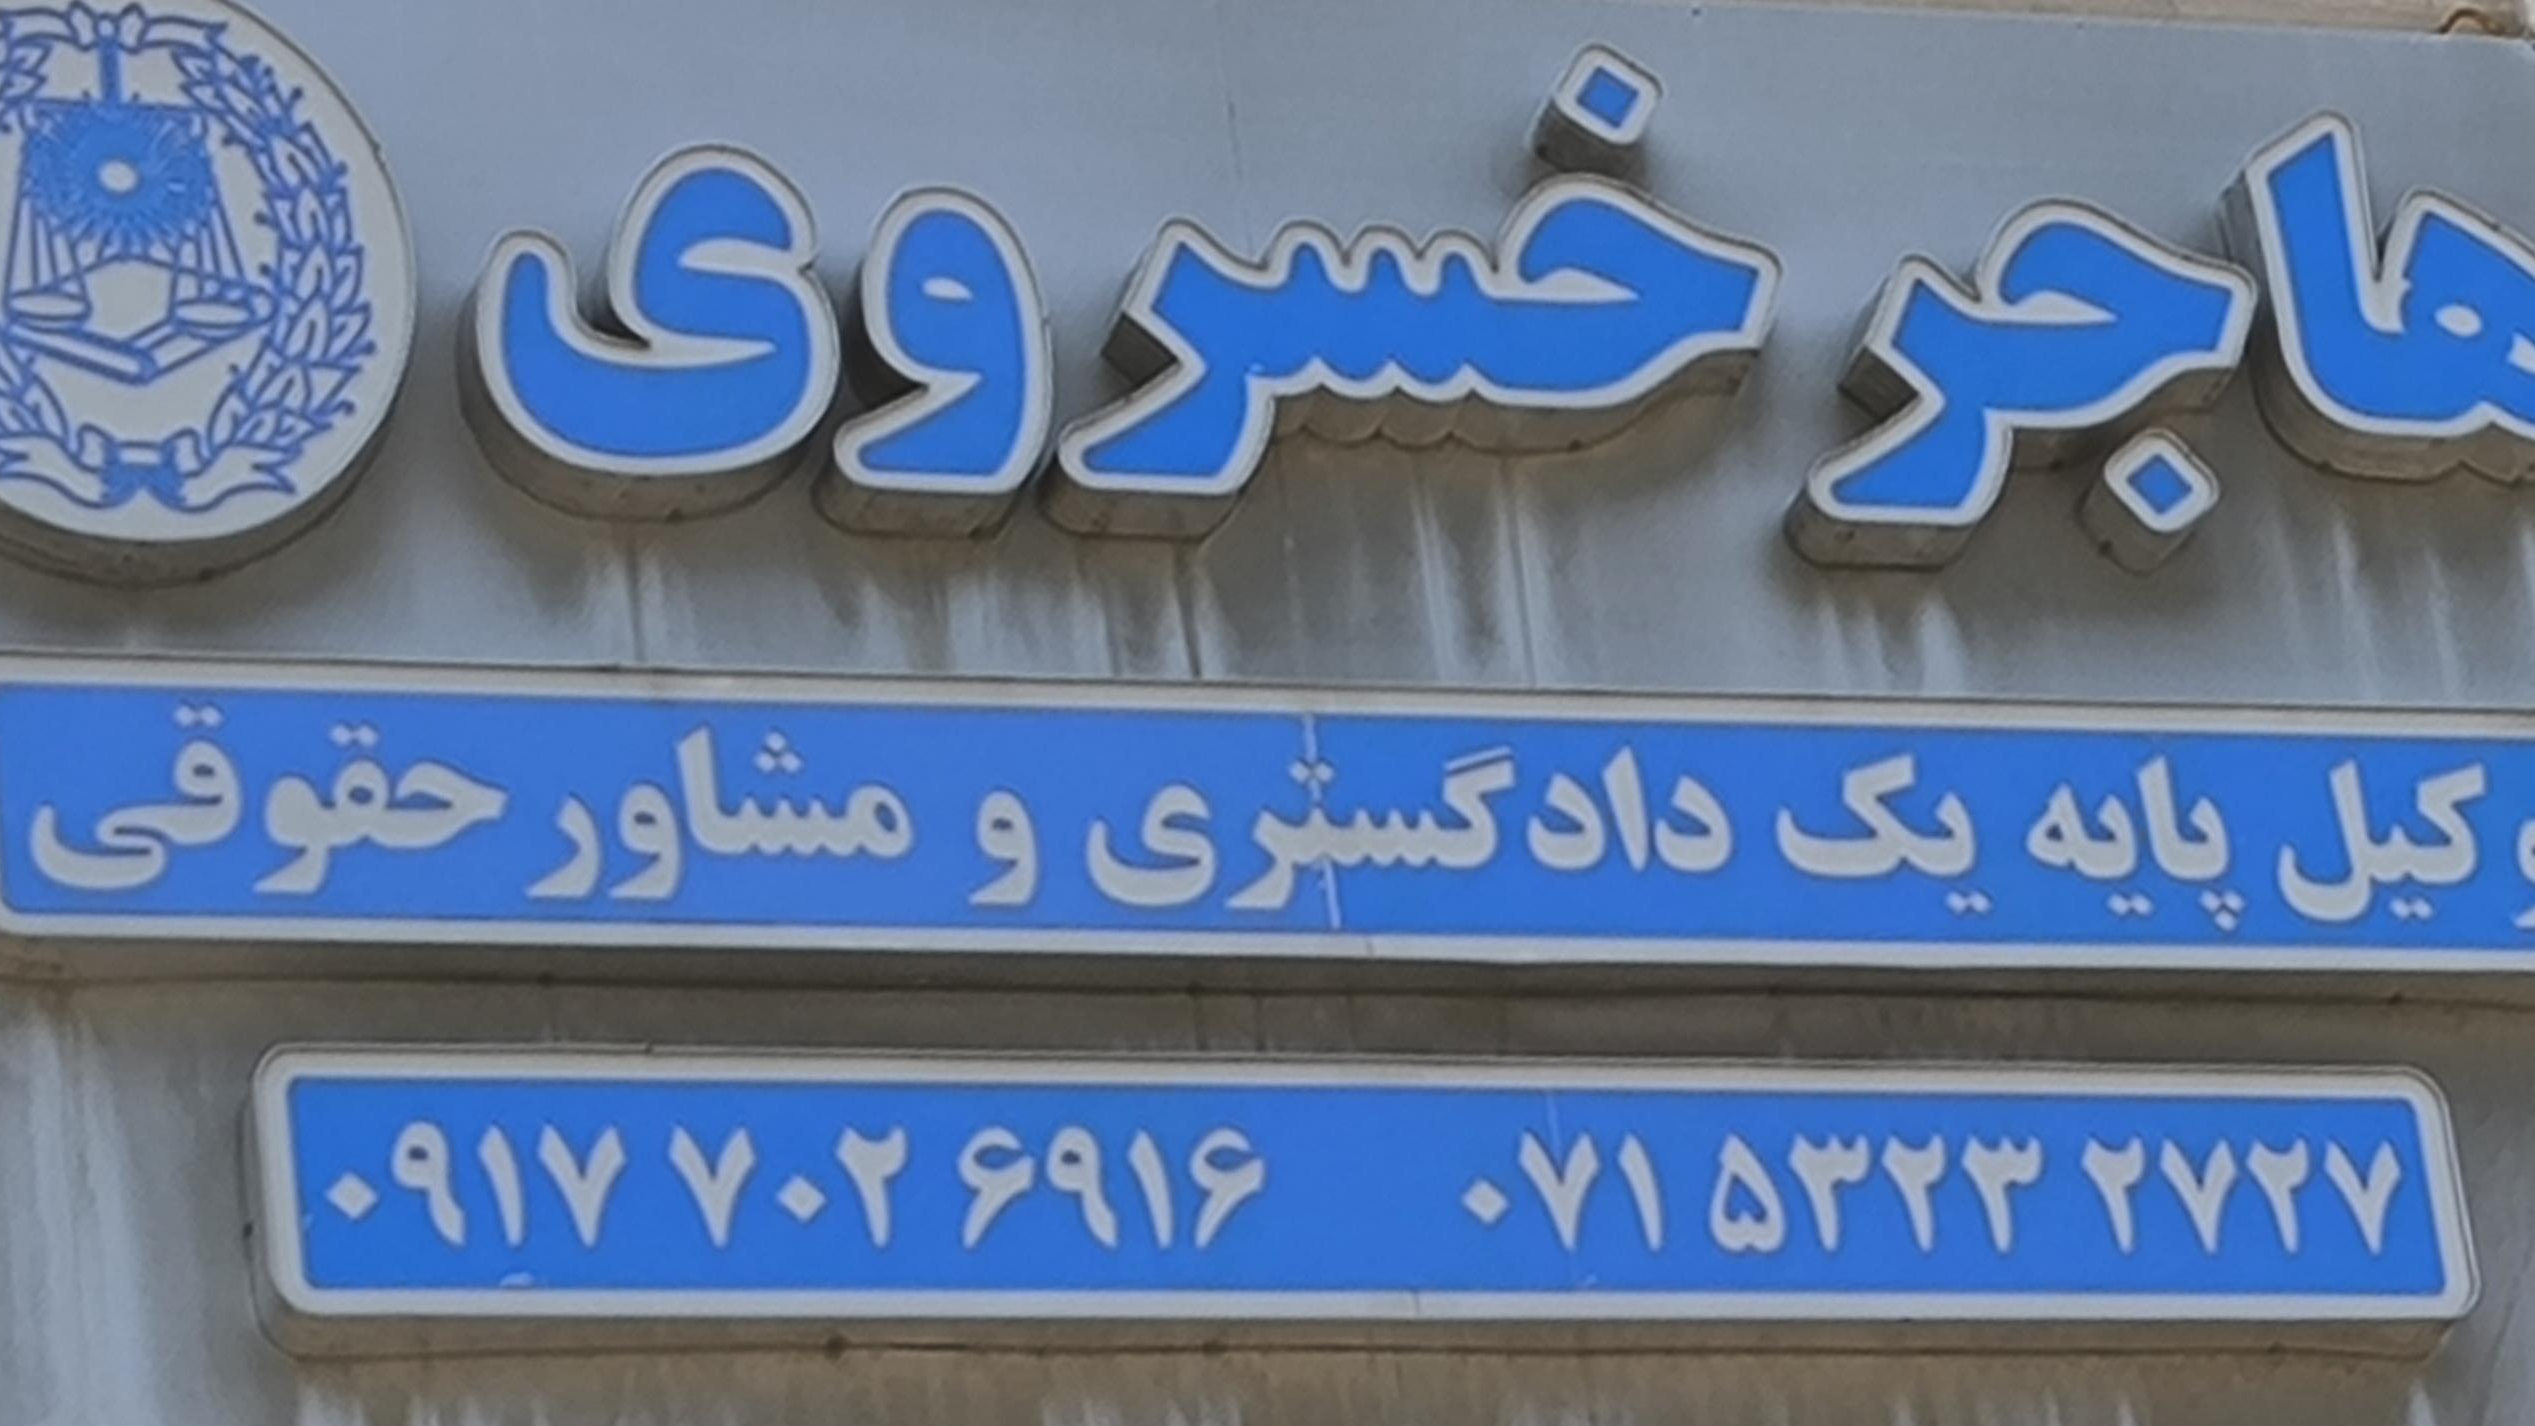 هاجر خسروی
وکیل پایه یک دادگستری و مشاور حقوقی
۰۹۱۷ ۷۰۲ ۶۹۱۶   ۰۷۱ ۵۳۲۳ ۲۷۲۷